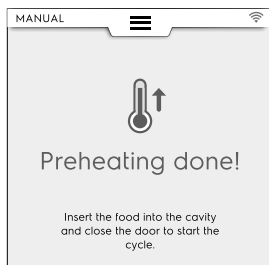 MANUAL
Preheating done!
Insert the food into the cavity
and close the door to start the
cycle.